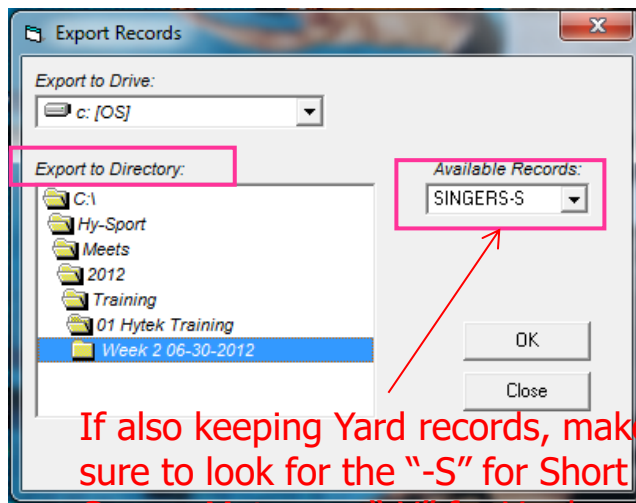 Export Records
Export to Drive:
c: [OS]
Export to Directory:
Available Records:
C:\
SINGERS-S
Hy-Sport
Meets
2012
Training
01 Hytek Training
Week 2 06-30-2012
OK
Close
If also keeping Yard records,
sure to look for the “-S” for Short